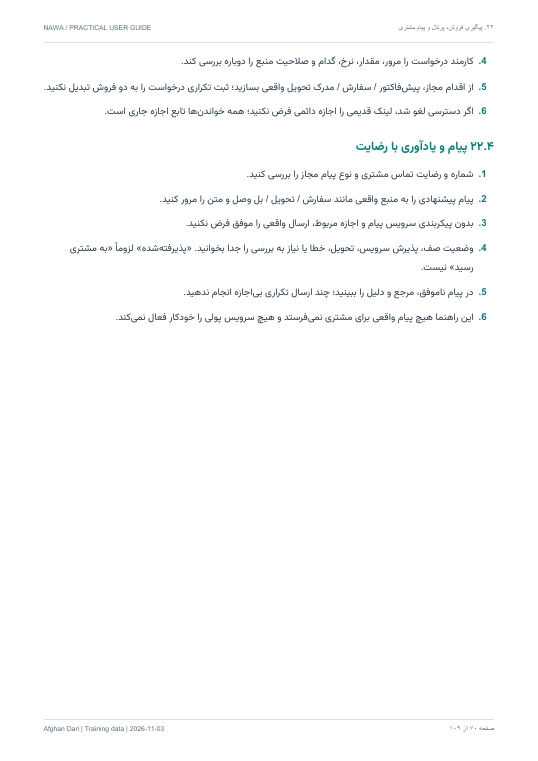 ۲۲. پیگیری فروش، پرتال و پیام مشتری
NAWA / PRACTICAL USER GUIDE
4. کارمند درخواست را مرور، مقدار، نرخ، گدام و صلاحیت منبع را دوباره بررسی کند.
5. از اقدام مجاز، پیش‌فاکتور / سفارش / مدرک تحویل واقعی بسازید؛ ثبت تکراری درخواست را به دو فروش تبدیل نکنید.
6. اگر دسترسی لغو شد، لینک قدیمی را اجازه دائمی فرض نکنید؛ همه خواندن‌ها تابع اجازه جاری است.
۲۲.۴ پیام و یادآوری با رضایت
1. شماره و رضایت تماس مشتری و نوع پیام مجاز را بررسی کنید.
2. پیام پیشنهادی را به منبع واقعی مانند سفارش / تحویل / بل وصل و متن را مرور کنید.
3. بدون پیکربندی سرویس پیام و اجازه مربوط، ارسال واقعی را موفق فرض نکنید.
4. وضعیت صف، پذیرش سرویس، تحویل، خطا یا نیاز به بررسی را جدا بخوانید. «پذیرفته‌شده» لزوماً «به مشتری
رسید» نیست.
5. در پیام ناموفق، مرجع و دلیل را ببینید؛ چند ارسال تکراری بی‌اجازه انجام ندهید.
6. این راهنما هیچ پیام واقعی برای مشتری نمی‌فرستد و هیچ سرویس پولی را خودکار فعال نمی‌کند.
صفحه ۷۰ از ۱۰۹
Afghan Dari | Training data | 2026-11-03